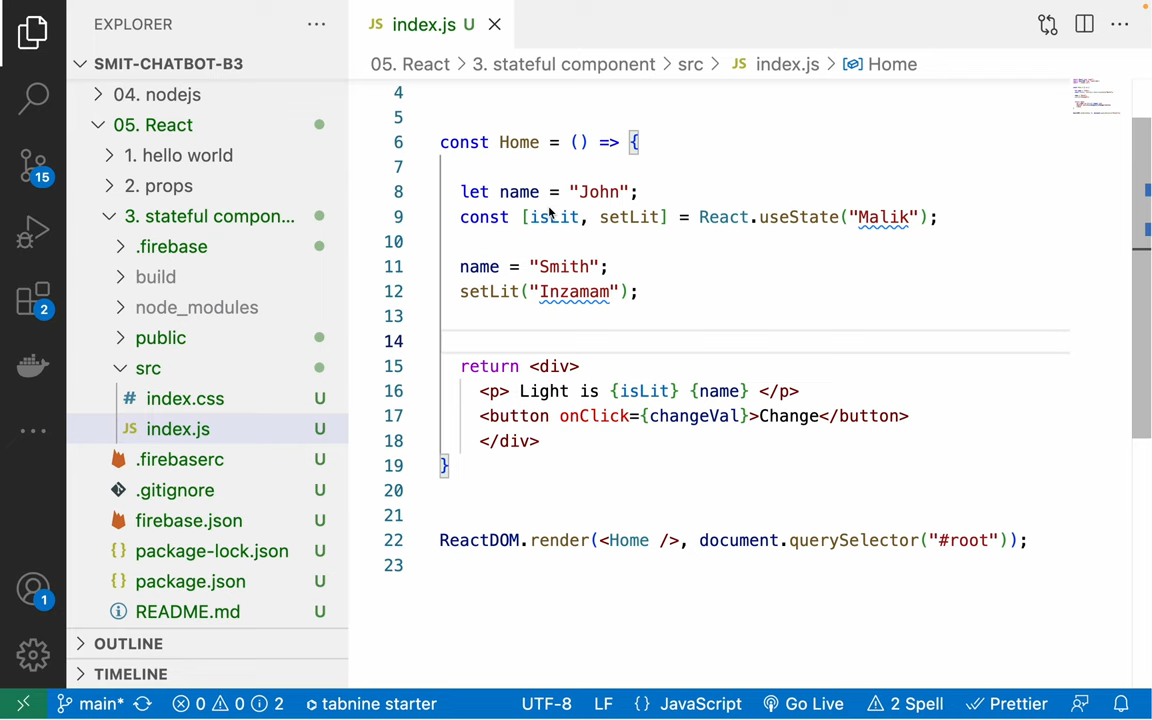 EXPLORER
SMIT-CHATBOT-B3
04. nodejs
05. React
1. hello world
2. props
3. stateful compon...
.firebase
build
node_modules
public
src
# index.css U
JS index.js U
.firebaserc U
.gitignore U
firebase.json U
{} package-lock.json U
{} package.json U
README.md U
OUTLINE
TIMELINE
15
2
1
JS index.js U
05. React > 3. stateful component > src > JS index.js > Home
4
5
6 const Home = () => {
7
8 let name = "John";
9 const [isLit, setLit] = React.useState("Malik");
10
11 name = "Smith";
12 setLit("Inzamam");
13
14
15 return <div>
16 <p> Light is {isLit} {name} </p>
17 <button onClick={changeVal}>Change</button>
18 </div>
19 }
20
21
22 ReactDOM.render(<Home />, document.querySelector("#root"));
23
main* 0 0 2 tabnine starter UTF-8 LF {} JavaScript Go Live 2 Spell Prettier